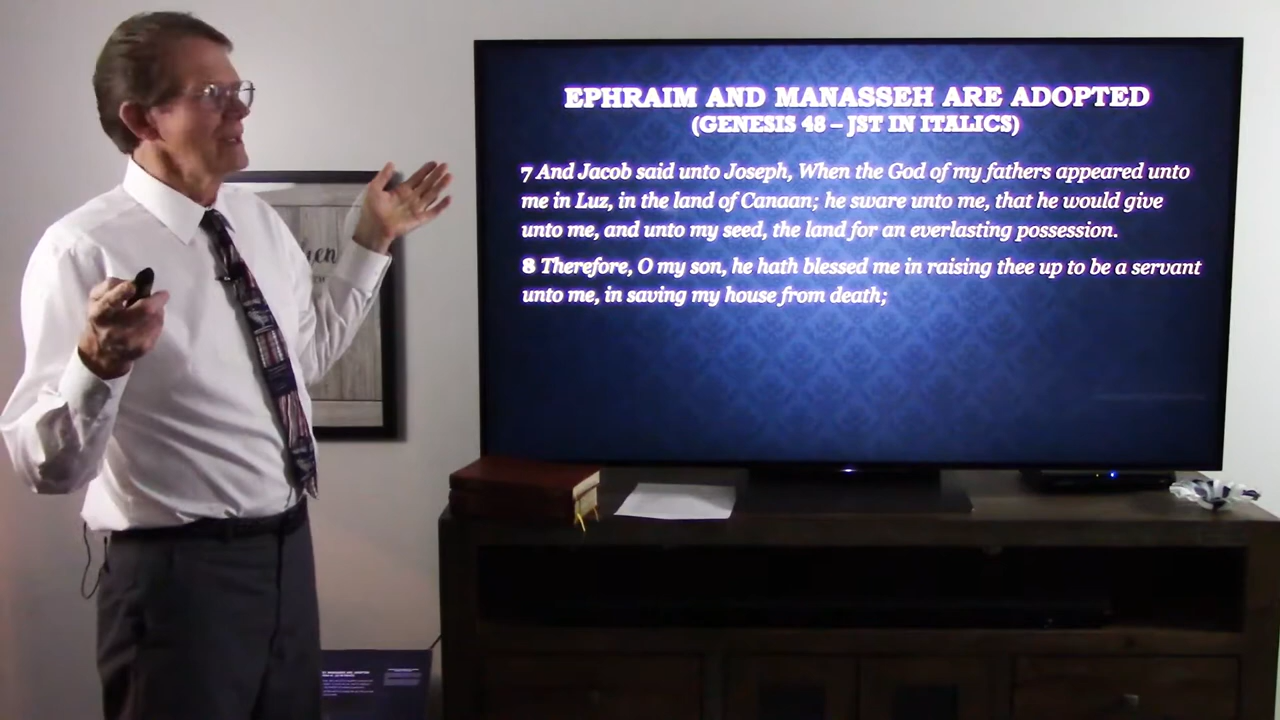 EPHRAIM AND MANASSEH ARE ADOPTED
(GENESIS 48 – JST IN ITALICS)
7 And Jacob said unto Joseph, When the God of my fathers appeared unto
me in Luz, in the land of Canaan; he sware unto me, that he would give
unto me, and unto my seed, the land for an everlasting possession.
8 Therefore, O my son, he hath blessed me in raising thee up to be a servant
unto me, in saving my house from death;